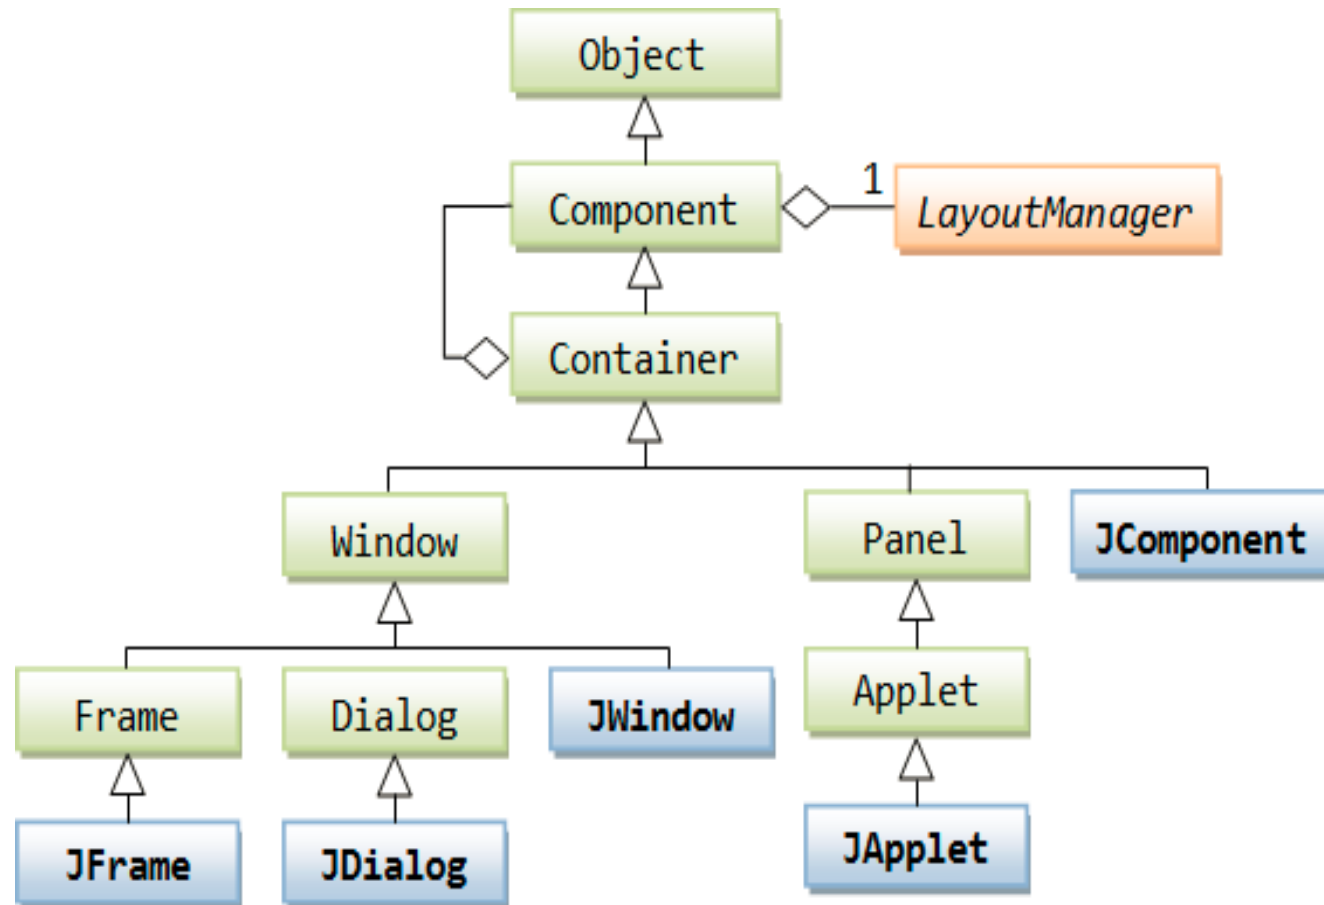 Object
1
Component
LayoutManager
Container
Window
Panel
JComponent
Frame
Dialog
JWindow
Applet
JFrame
JDialog
JApplet